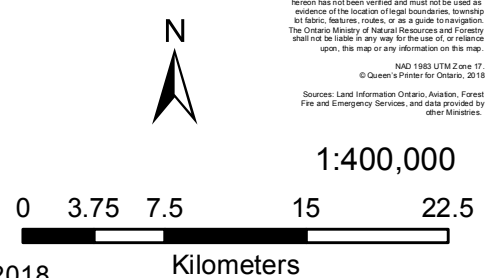 hereon has not been verified and must not be used as
evidence of the location of legal boundaries, township
lot fabric, features, routes, or as a guide to navigation.
The Ontario Ministry of Natural Resources and Forestry
shall not be liable in any way for the use of, or reliance
upon, this map or any information on this map.
NAD 1983 UTM Zone 17.
© Queen's Printer for Ontario, 2018
Sources: Land Information Ontario, Aviation, Forest
Fire and Emergency Services, and data provided by
other Ministries.
N
1:400,000
0 3.75 7.5 15 22.5
Kilometers
2018